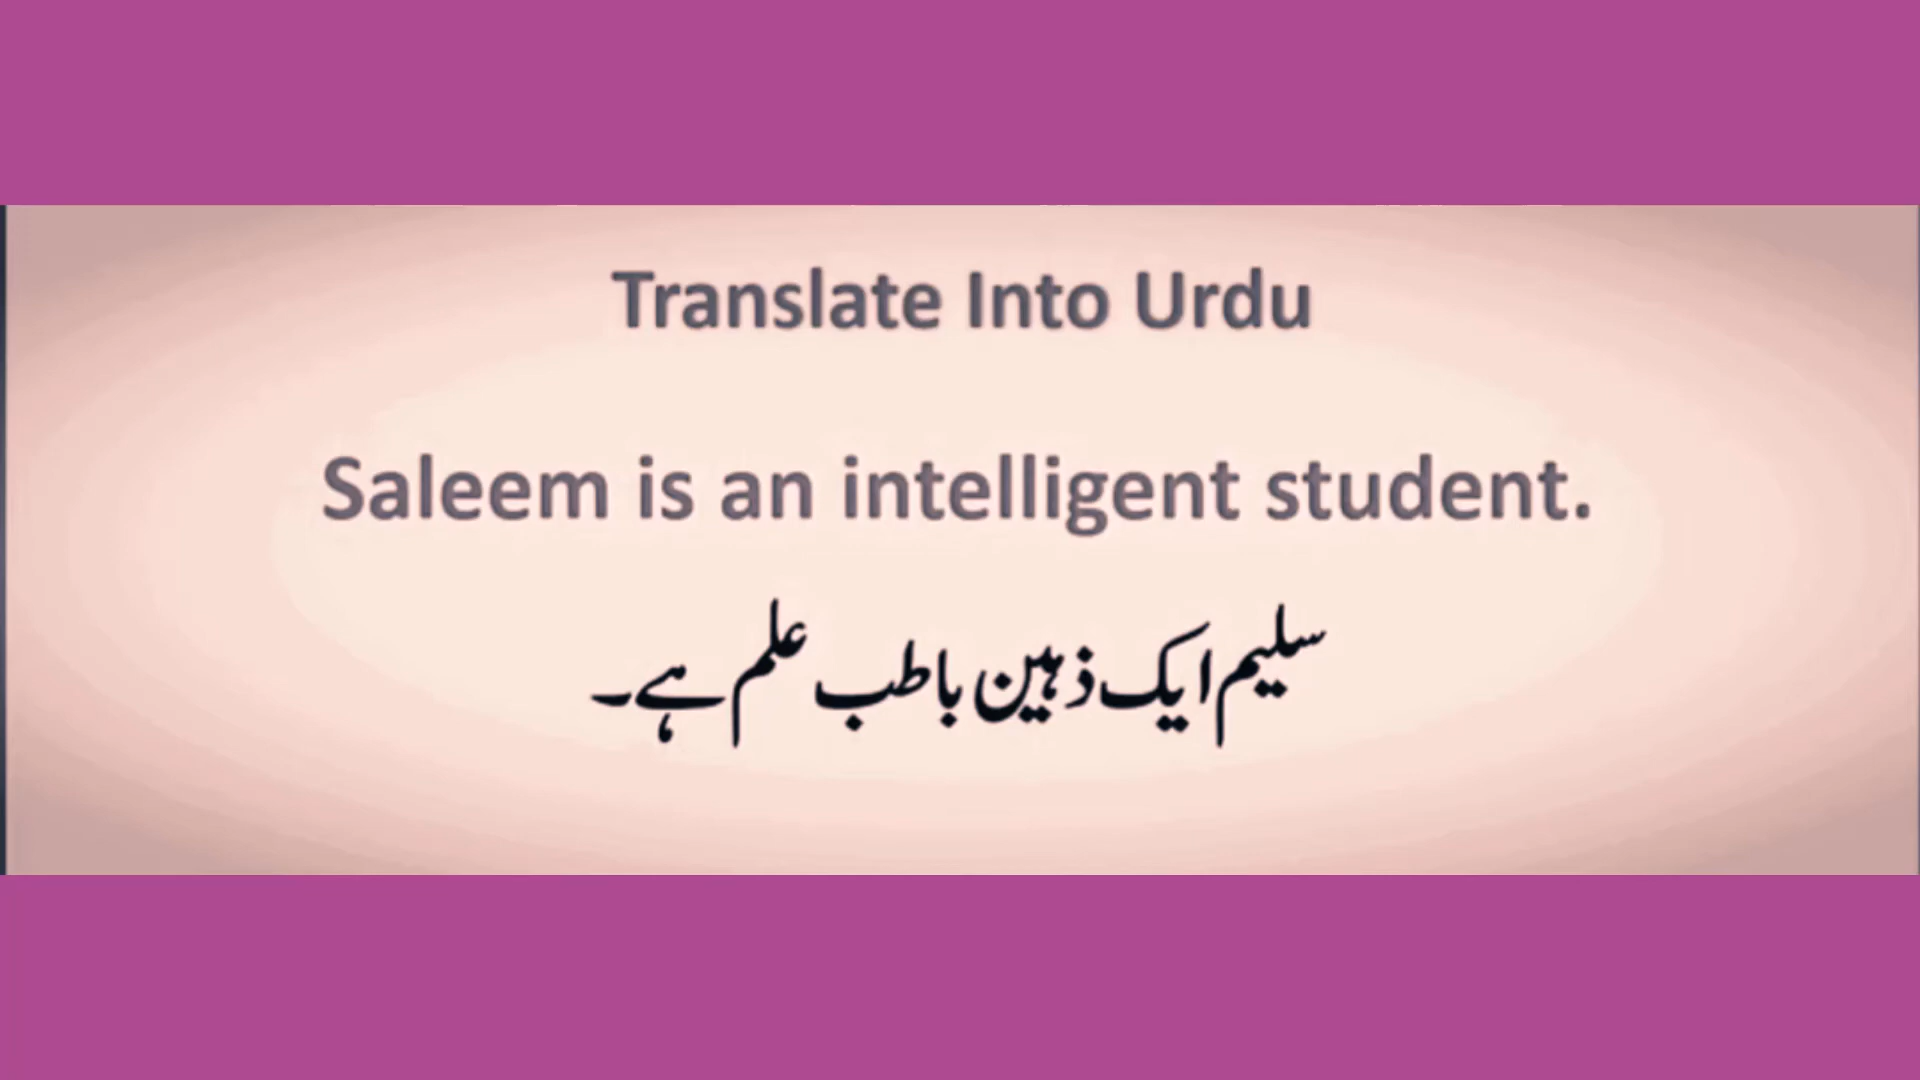 Translate Into Urdu
Saleem is an intelligent student.
سلیم ایک ذہین باطب علم ہے۔